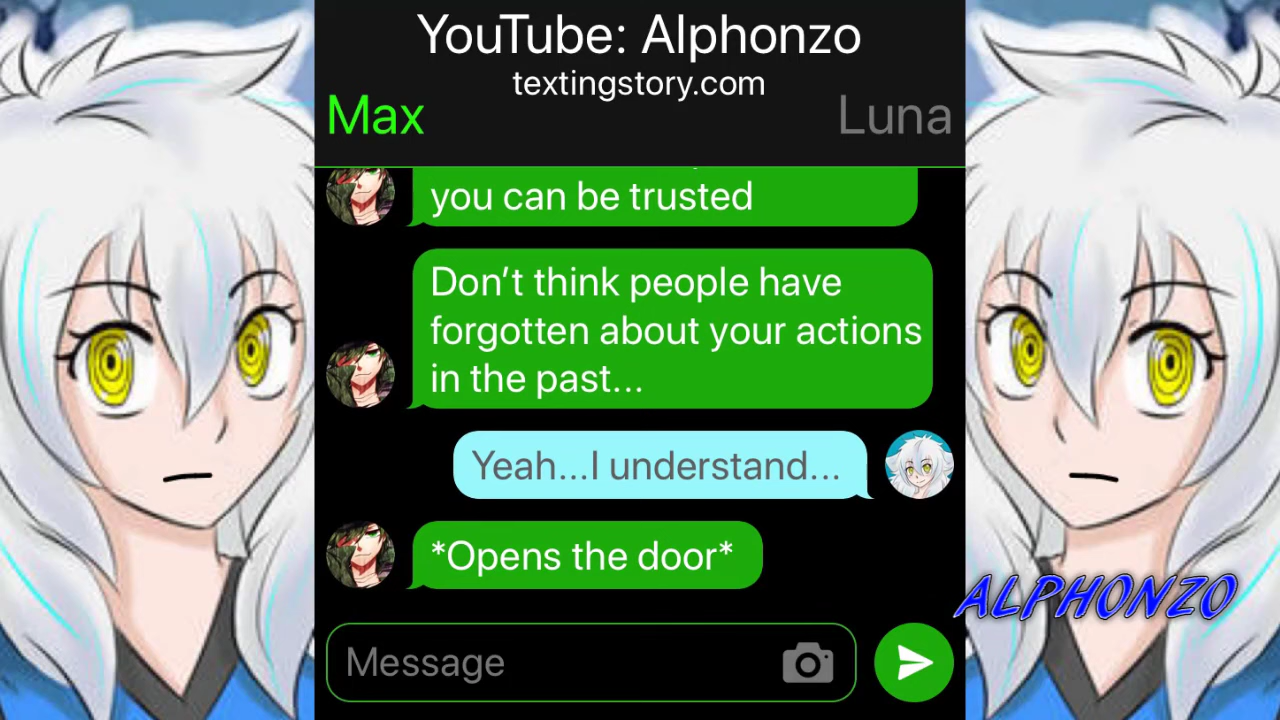 YouTube: Alphonzo
textingstory.com
Max
Luna
you can be trusted
Don’t think people have
forgotten about your actions
in the past...
Yeah...I understand...
*Opens the door*
ALPHONZO
Message